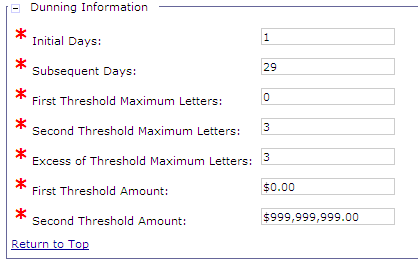 Dunning Information
* Initial Days: 1
* Subsequent Days: 29
* First Threshold Maximum Letters: 0
* Second Threshold Maximum Letters: 3
* Excess of Threshold Maximum Letters: 3
* First Threshold Amount: $0.00
* Second Threshold Amount: $999,999,999.00
Return to Top